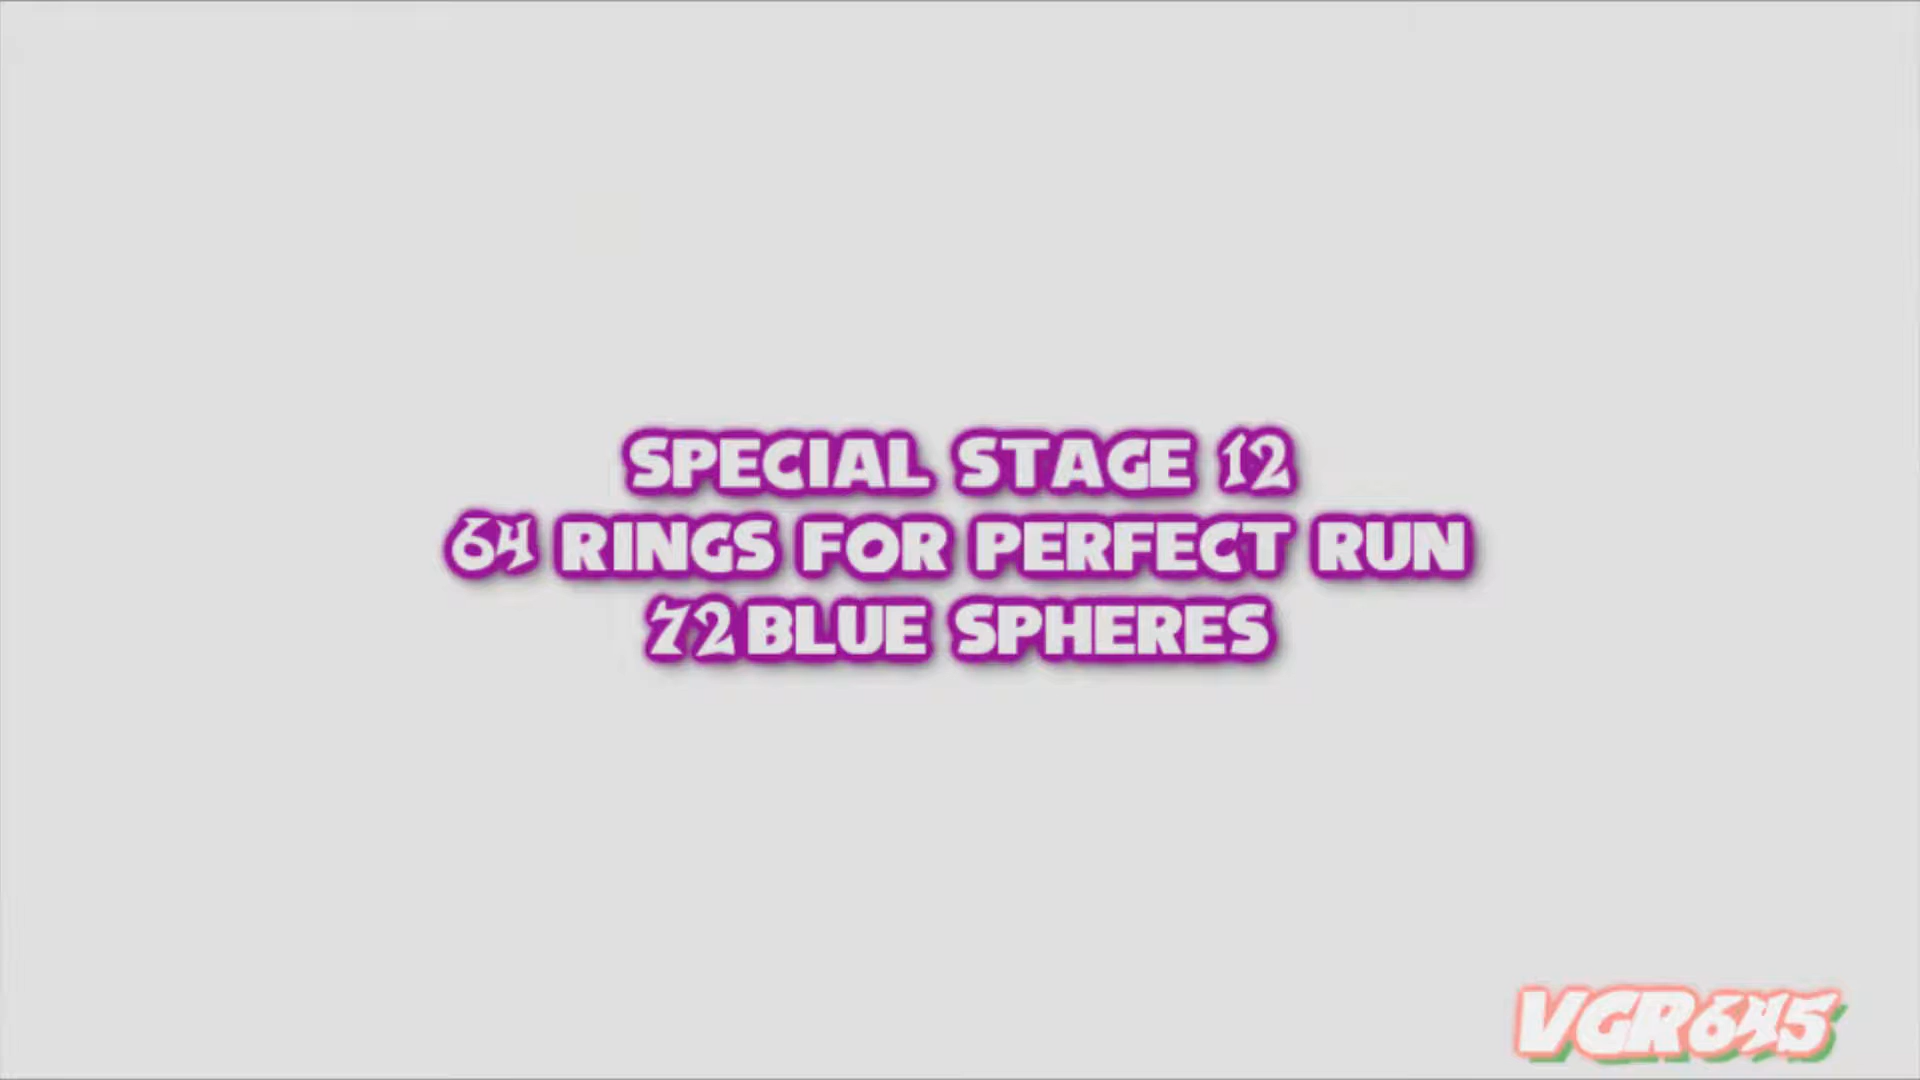 SPECIAL STAGE 12
64 RINGS FOR PERFECT RUN
72 BLUE SPHERES
VGR645